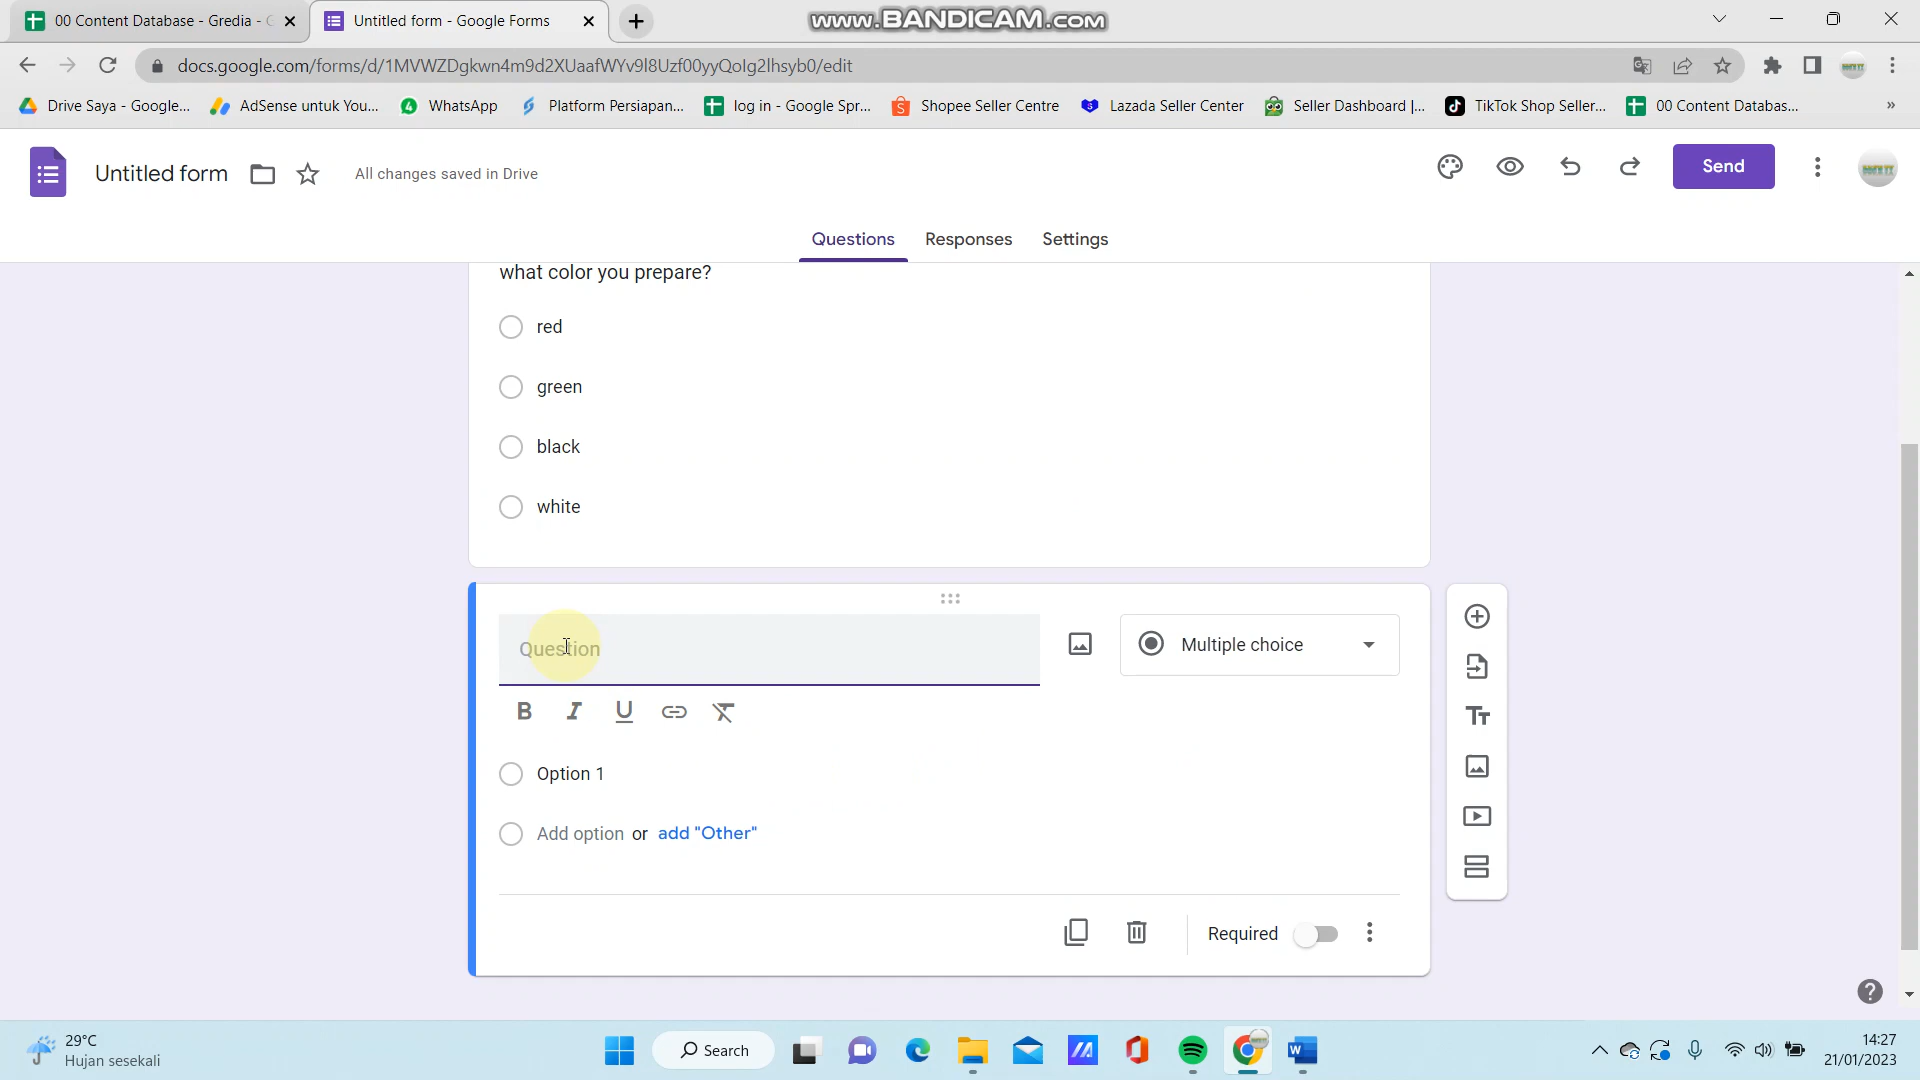 00 Content Database - Gredia - G
Untitled form - Google Forms
www.BANDICAM.com
docs.google.com/forms/d/1MVWZDgkwn4m9d2XUaafWYv9l8Uzf00yyQoIg2lhsyb0/edit
Drive Saya - Google...
AdSense untuk You...
WhatsApp
Platform Persiapan...
log in - Google Spr...
Shopee Seller Centre
Lazada Seller Center
Seller Dashboard |...
TikTok Shop Seller...
00 Content Databas...
»
Untitled form
All changes saved in Drive
Send
Questions
Responses
Settings
what color you prepare?
red
green
black
white
Question
Multiple choice
B I U
Option 1
Add option or add "Other"
Required
29°C
Hujan sesekali
Search
14:27
21/01/2023